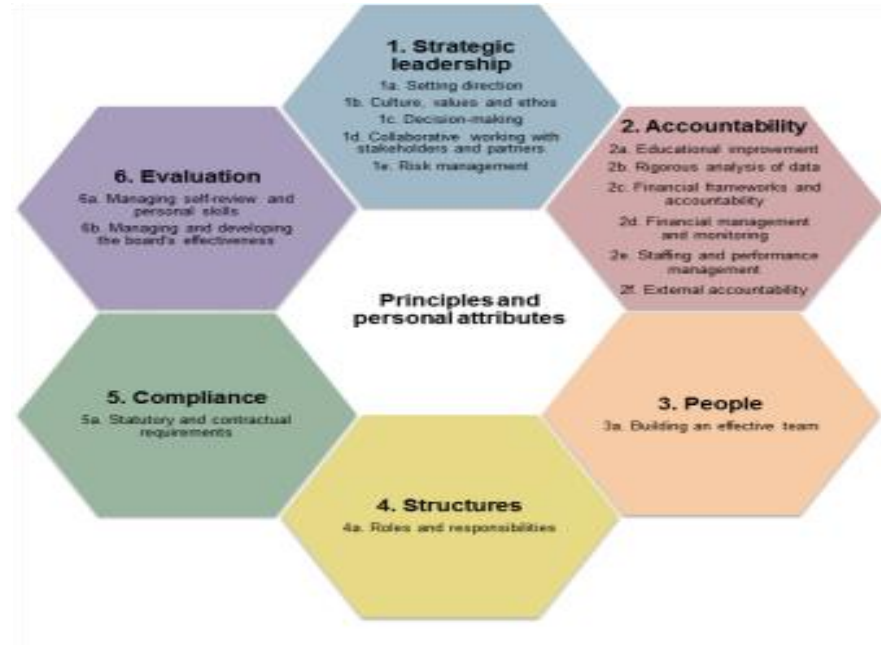 1. Strategic
leadership
1a. Setting direction
1b. Culture, values and ethos
1c. Decision-making
1d. Collaborative working with
stakeholders and partners
1e. Risk management
2. Accountability
2a. Educational improvement
2b. Rigorous analysis of data
2c. Financial frameworks and
accountability
2d. Financial management
and monitoring
2e. Staffing and performance
management
2f. External accountability
3. People
3a. Building an effective team
4. Structures
4a. Roles and responsibilities
5. Compliance
5a. Statutory and contractual
requirements
6. Evaluation
6a. Managing self-review and
personal skills
6b. Managing and developing
the board's effectiveness
Principles and
personal attributes